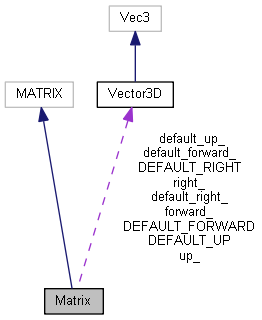 Vec3
MATRIX
Vector3D
default_up_
default_forward_
DEFAULT_RIGHT
right_
default_right_
forward_
DEFAULT_FORWARD
DEFAULT_UP
up_
Matrix